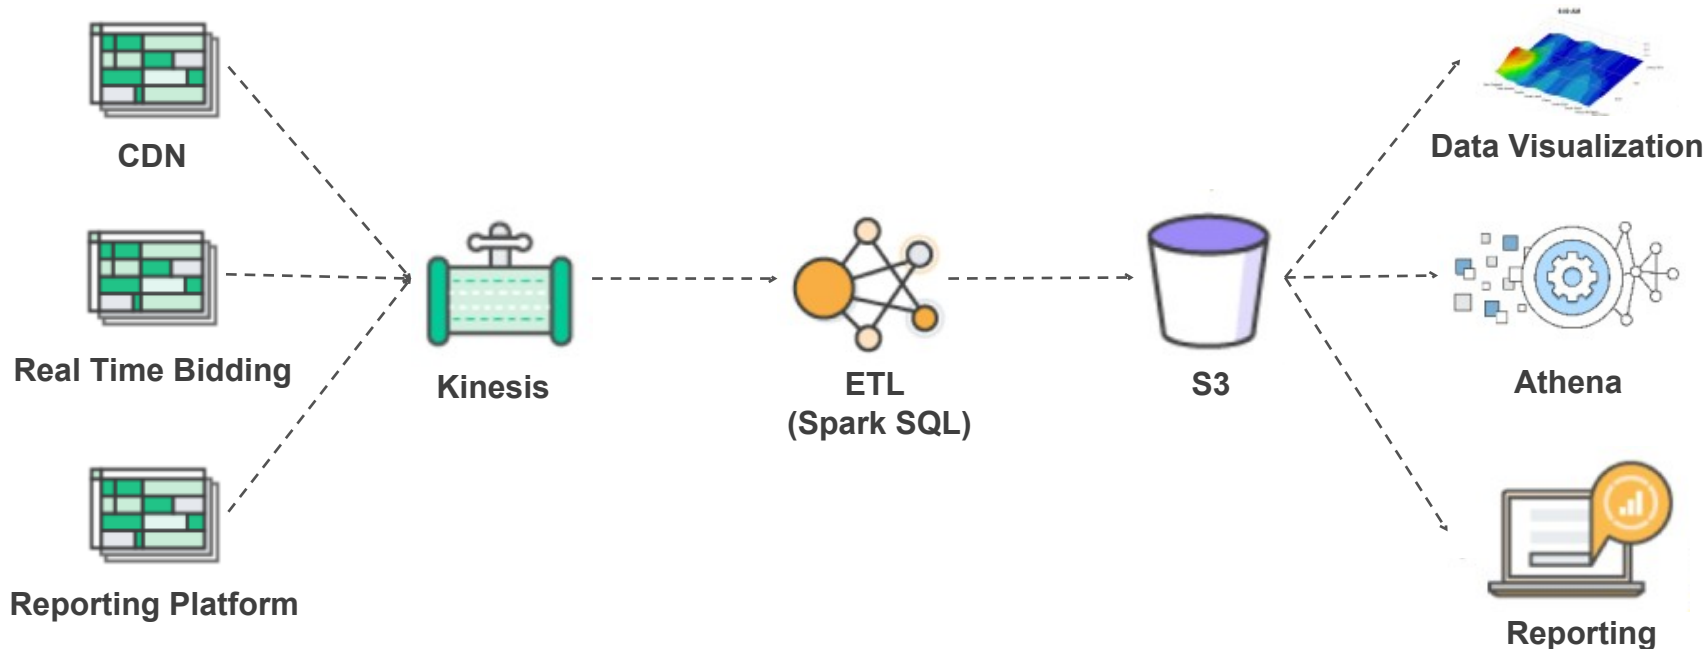 CDN
Real Time Bidding
Reporting Platform
Kinesis
ETL
(Spark SQL)
S3
Data Visualization
Athena
Reporting